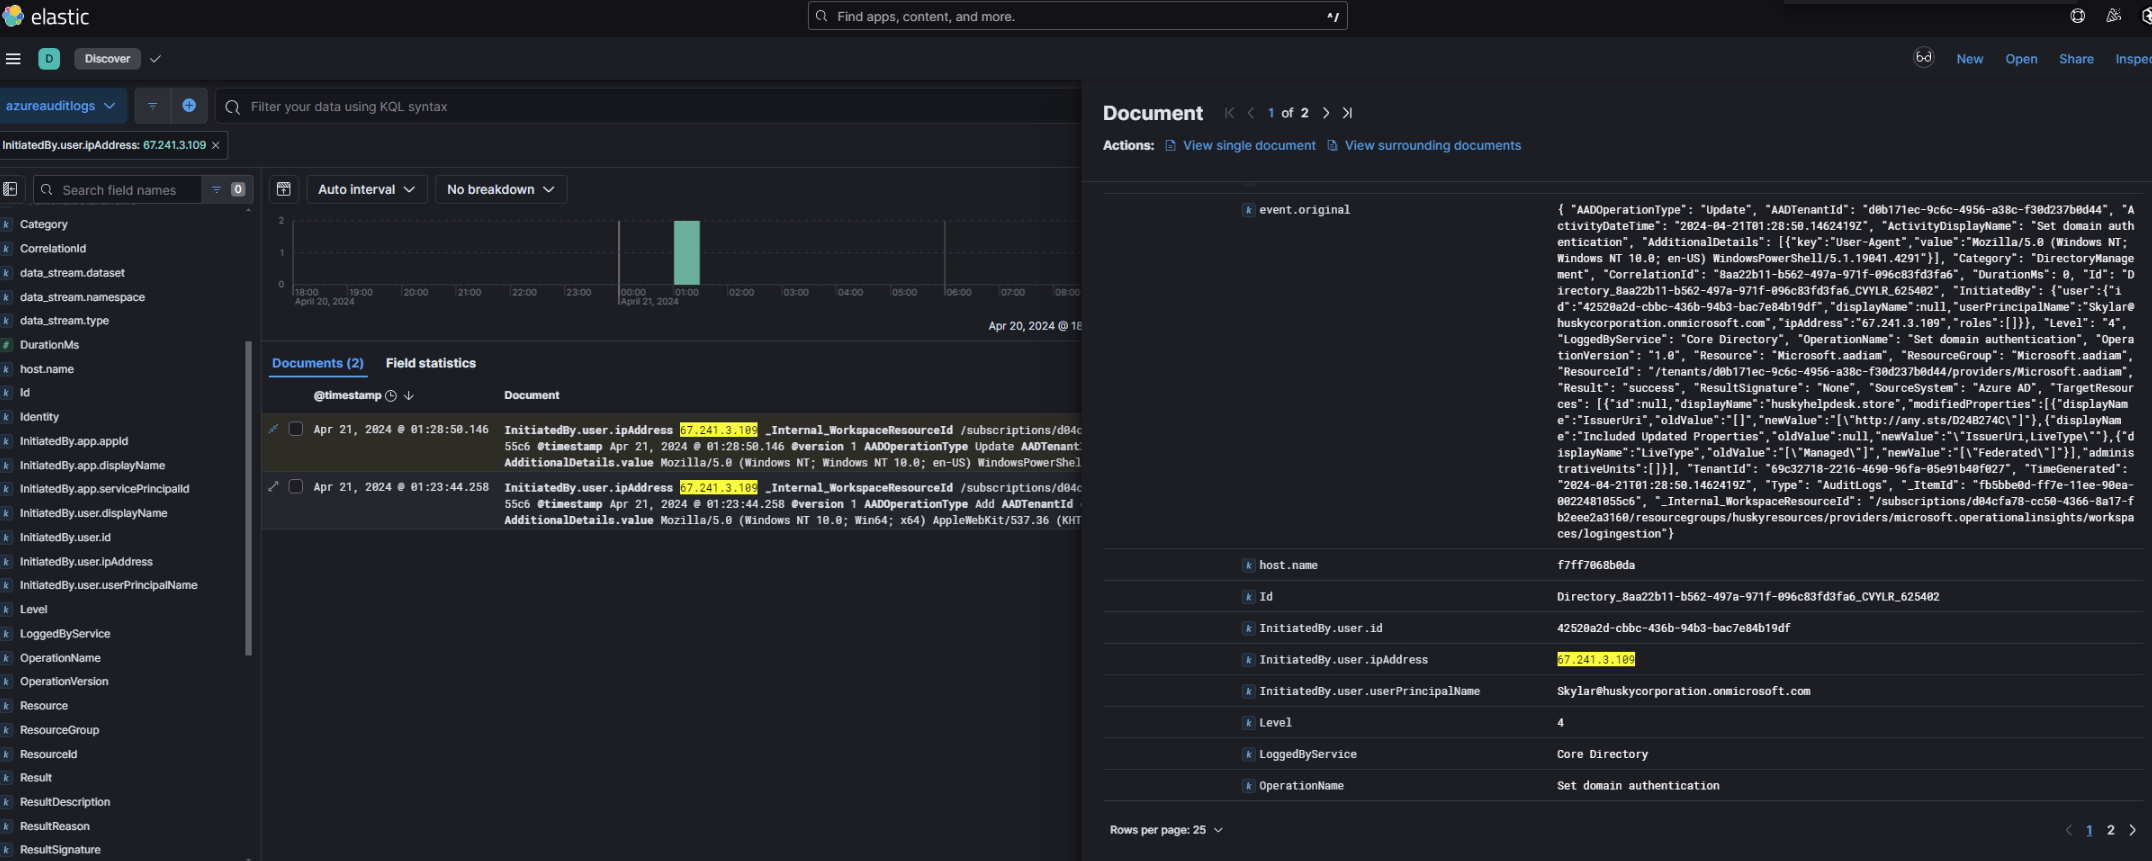 elastic
Find apps, content, and more.
^/
D
Discover
New
Open
Share
Inspec
azureauditlogs
Filter your data using KQL syntax
InitiatedBy.user.ipAddress: 67.241.3.109 ×
Search field names
0
Category
CorrelationId
data_stream.dataset
data_stream.namespace
data_stream.type
DurationMs
host.name
Id
Identity
InitiatedBy.app.appId
InitiatedBy.app.displayName
InitiatedBy.app.servicePrincipalId
InitiatedBy.user.displayName
InitiatedBy.user.id
InitiatedBy.user.ipAddress
InitiatedBy.user.userPrincipalName
Level
LoggedByService
OperationName
OperationVersion
Resource
ResourceGroup
ResourceId
Result
ResultDescription
ResultReason
ResultSignature
Auto interval
No breakdown
2
1
0
18:00 19:00 20:00 21:00 22:00 23:00 00:00 01:00 02:00 03:00 04:00 05:00 06:00 07:00 08:00
April 20, 2024 April 21, 2024
Apr 20, 2024 @ 18
Documents (2) Field statistics
@timestamp Document
Apr 21, 2024 @ 01:28:50.146 InitiatedBy.user.ipAddress 67.241.3.109 _Internal_WorkspaceResourceId /subscriptions/d04c
55c6 @timestamp Apr 21, 2024 @ 01:28:50.146 @version 1 AADOperationType Update AADTenantI
AdditionalDetails.value Mozilla/5.0 (Windows NT; Windows NT 10.0; en-US) WindowsPowerShel
Apr 21, 2024 @ 01:23:44.258 InitiatedBy.user.ipAddress 67.241.3.109 _Internal_WorkspaceResourceId /subscriptions/d04c
55c6 @timestamp Apr 21, 2024 @ 01:23:44.258 @version 1 AADOperationType Add AADTenantId
AdditionalDetails.value Mozilla/5.0 (Windows NT 10.0; Win64; x64) AppleWebKit/537.36 (KHT
Document 1 of 2
Actions: View single document View surrounding documents
event.original
{ "AADOperationType": "Update", "AADTenantId": "d0b171ec-9c6c-4956-a38c-f30d237b0d44", "A
ctivityDateTime": "2024-04-21T01:28:50.1462419Z", "ActivityDisplayName": "Set domain auth
entication", "AdditionalDetails": [{"key":"User-Agent","value":"Mozilla/5.0 (Windows NT;
Windows NT 10.0; en-US) WindowsPowerShell/5.1.19041.4291"}], "Category": "DirectoryManage
ment", "CorrelationId": "8aa22b11-b562-497a-971f-096c83fd3fa6", "DurationMs": 0, "Id": "D
irectory_8aa22b11-b562-497a-971f-096c83fd3fa6_CVYLR_625402", "InitiatedBy": {"user":{"i
d":"42520a2d-cbbc-436b-94b3-bac7e84b19df","displayName":null,"userPrincipalName":"Skylar@
huskycorporation.onmicrosoft.com","ipAddress":"67.241.3.109","roles":[]}}, "Level": "4",
"LoggedByService": "Core Directory", "OperationName": "Set domain authentication", "Opera
tionVersion": "1.0", "Resource": "Microsoft.aadiam", "ResourceGroup": "Microsoft.aadiam",
"ResourceId": "/tenants/d0b171ec-9c6c-4956-a38c-f30d237b0d44/providers/Microsoft.aadiam",
"Result": "success", "ResultSignature": "None", "SourceSystem": "Azure AD", "TargetResour
ces": [{"id":null,"displayName":"huskyhelpdesk.store","modifiedProperties":[{"displayNam
e":"IssuerUri","oldValue":"[]","newValue":"[\"http://any.sts/D24B274C\"]"},{"displayNam
e":"Included Updated Properties","oldValue":null,"newValue":"\"IssuerUri,LiveType\""},{"d
isplayName":"LiveType","oldValue":"[\"Managed\"]","newValue":"[\"Federated\"]"}],"adminis
trativeUnits":[]}], "TenantId": "69c32718-2216-4690-96fa-05e91b40f027", "TimeGenerated":
"2024-04-21T01:28:50.1462419Z", "Type": "AuditLogs", "_ItemId": "fb5bbe0d-ff7e-11ee-90ea-
0022481055c6", "_Internal_WorkspaceResourceId": "/subscriptions/d04cfa78-cc50-4366-8a17-f
b2eee2a3160/resourcegroups/huskyresources/providers/microsoft.operationalinsights/workspa
ces/logingestion"}
host.name f7ff7068b0da
Id Directory_8aa22b11-b562-497a-971f-096c83fd3fa6_CVYLR_625402
InitiatedBy.user.id 42520a2d-cbbc-436b-94b3-bac7e84b19df
InitiatedBy.user.ipAddress 67.241.3.109
InitiatedBy.user.userPrincipalName Skylar@huskycorporation.onmicrosoft.com
Level 4
LoggedByService Core Directory
OperationName Set domain authentication
Rows per page: 25
1 2